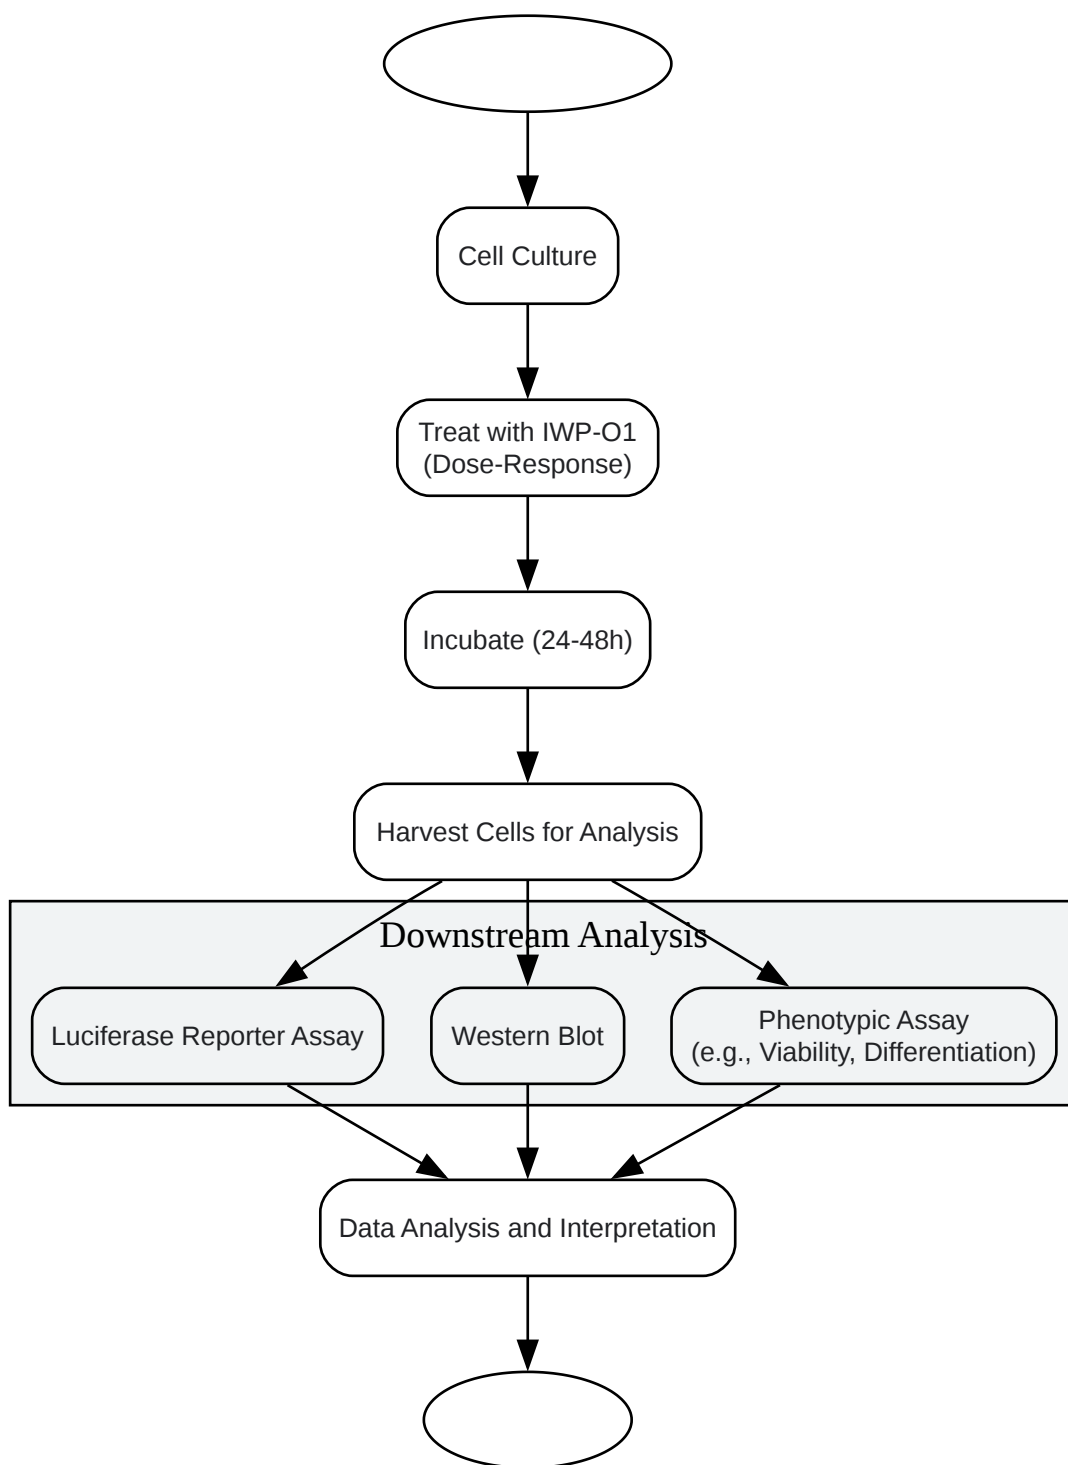 Cell Culture
Treat with IWP-O1
(Dose-Response)
Incubate (24-48h)
Harvest Cells for Analysis
Downstream Analysis
Luciferase Reporter Assay
Western Blot
Phenotypic Assay
(e.g., Viability, Differentiation)
Data Analysis and Interpretation